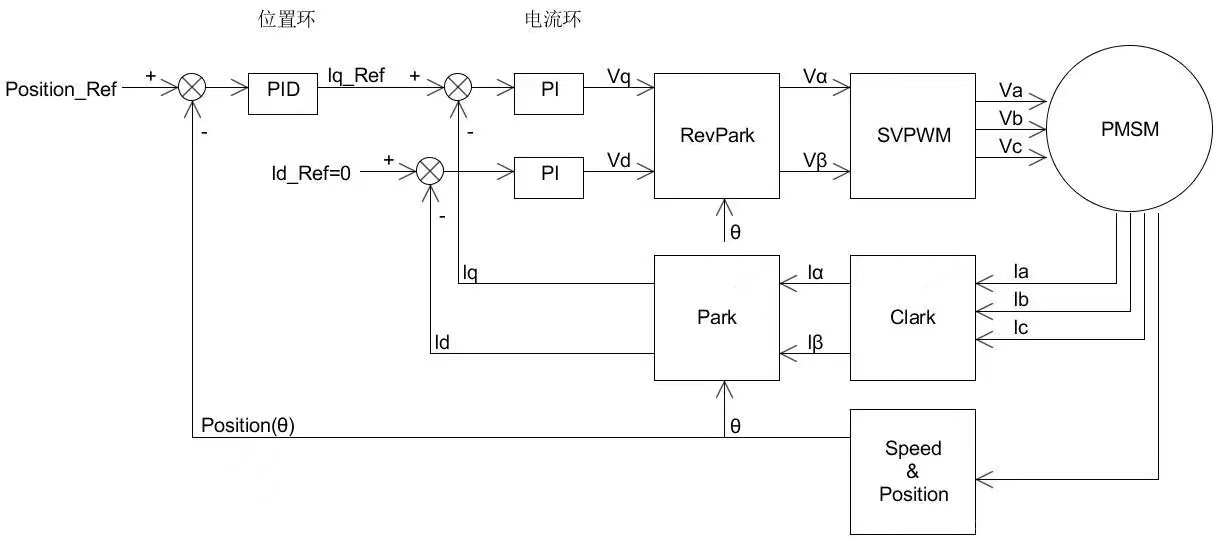 位置环
电流环
Position_Ref
+
-
PID
Iq_Ref
+
-
PI
Vq
Id_Ref=0
+
-
PI
Vd
RevPark
θ
Vα
Vβ
SVPWM
Va
Vb
Vc
PMSM
Iq
Id
Park
θ
Iα
Iβ
Clark
Ia
Ib
Ic
Position(θ)
Speed
&
Position